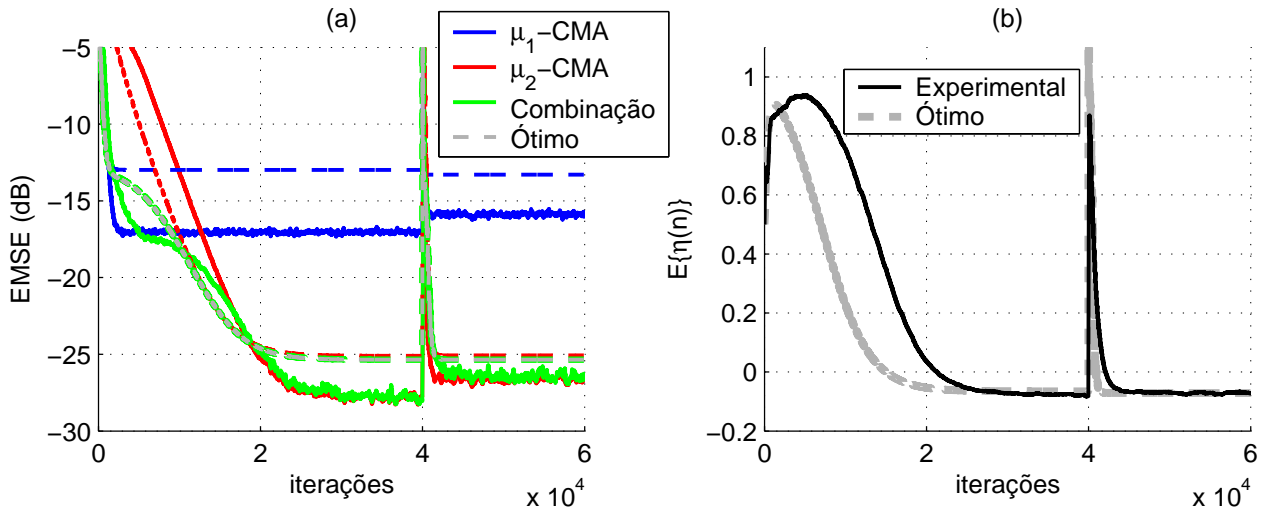 (a)
EMSE (dB)
−5
−10
−15
−20
−25
−30
0
2
4
6
iterações
x 10^4
μ_1−CMA
μ_2−CMA
Combinação
Ótimo
(b)
E{η(n)}
1
0.8
0.6
0.4
0.2
0
−0.2
0
2
4
6
iterações
x 10^4
Experimental
Ótimo